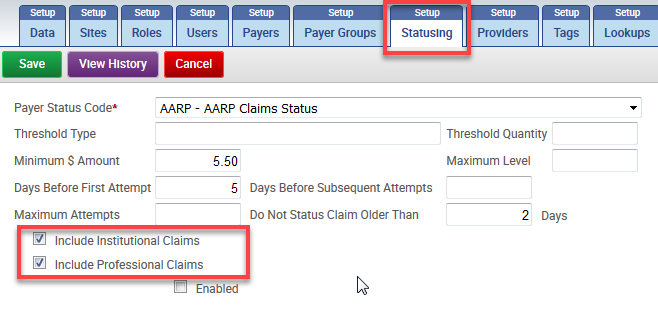 Setup Setup Setup Setup Setup Setup Setup Setup Setup Setup
Data Sites Roles Users Payers Payer Groups Statusing Providers Tags Lookups
Save View History Cancel
Payer Status Code* AARP - AARP Claims Status
Threshold Type Threshold Quantity
Minimum $ Amount 5.50 Maximum Level
Days Before First Attempt 5 Days Before Subsequent Attempts
Maximum Attempts Do Not Status Claim Older Than 2 Days
Include Institutional Claims
Include Professional Claims
Enabled